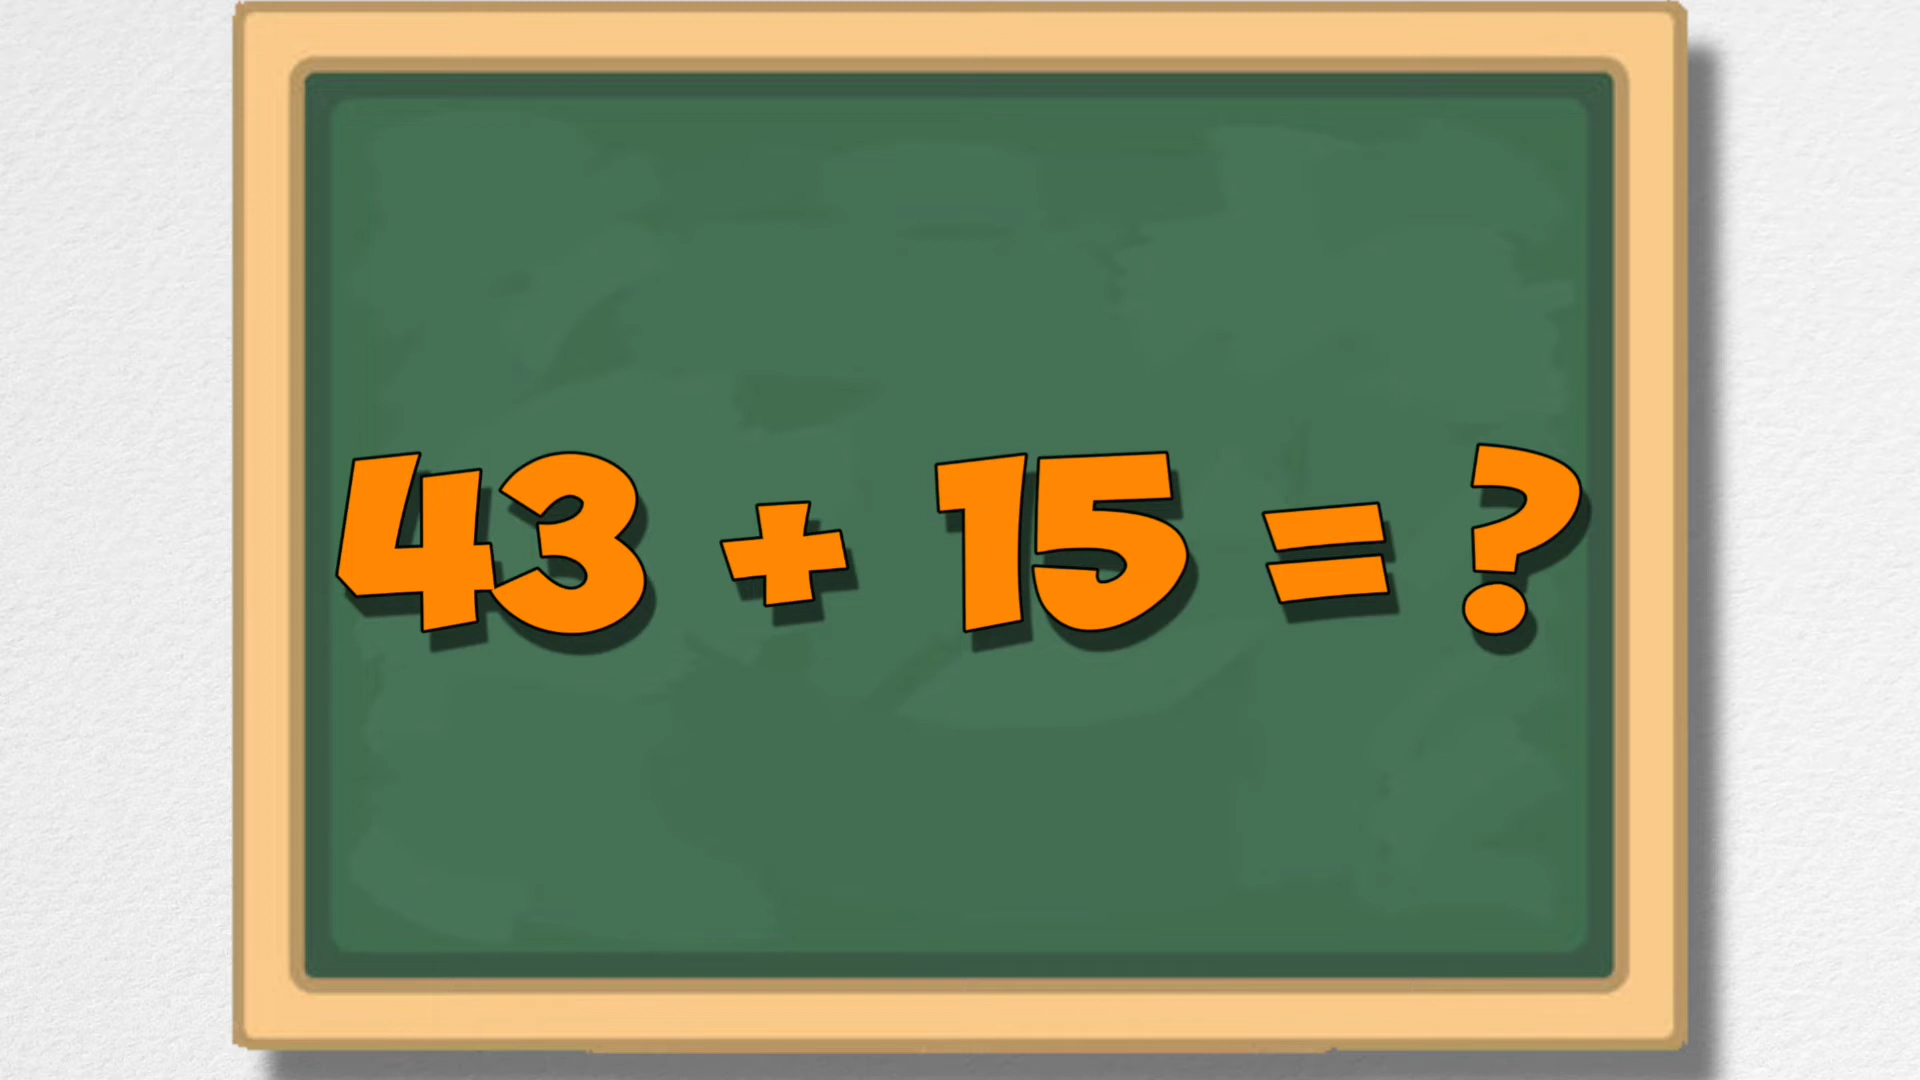 43 + 15 = ?